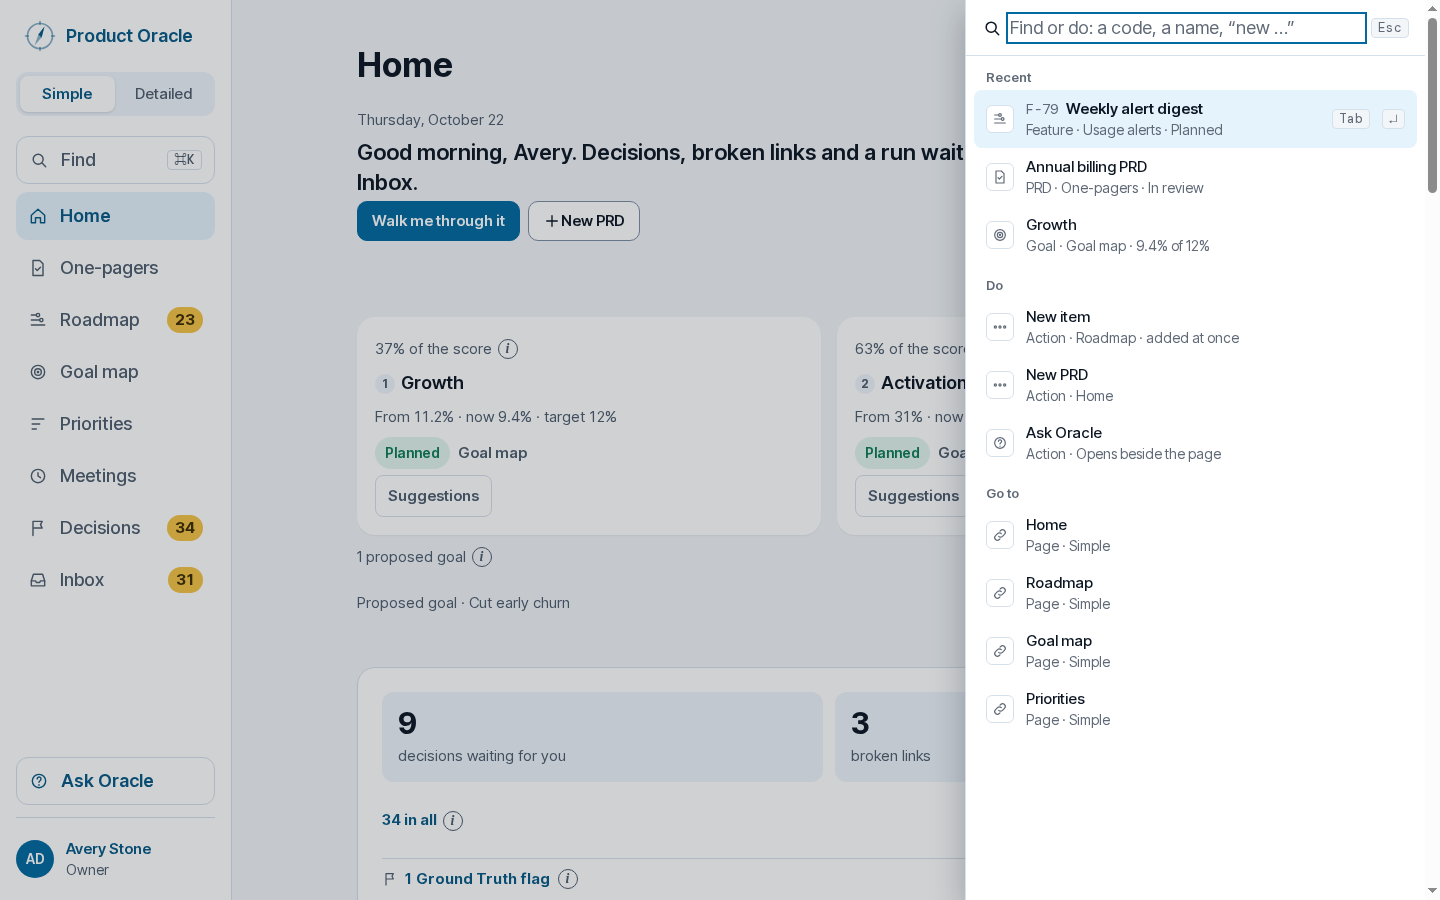 Product Oracle
Simple
Detailed
Find
⌘K
Home
One-pagers
Roadmap
23
Goal map
Priorities
Meetings
Decisions
34
Inbox
31
Ask Oracle
AD
Avery Stone
Owner
Home
Thursday, October 22
Good morning, Avery. Decisions, broken links and a run wait
Inbox.
Walk me through it
+ New PRD
37% of the score i
1 Growth
From 11.2% · now 9.4% · target 12%
Planned
Goal map
Suggestions
63% of the score
2 Activation
From 31% · now
Planned
Suggestions
1 proposed goal i
Proposed goal · Cut early churn
9
decisions waiting for you
3
broken links
34 in all i
1 Ground Truth flag i
Find or do: a code, a name, “new …”
Esc
Recent
F-79 Weekly alert digest
Feature · Usage alerts · Planned
Tab
↵
Annual billing PRD
PRD · One-pagers · In review
Growth
Goal · Goal map · 9.4% of 12%
Do
New item
Action · Roadmap · added at once
New PRD
Action · Home
Ask Oracle
Action · Opens beside the page
Go to
Home
Page · Simple
Roadmap
Page · Simple
Goal map
Page · Simple
Priorities
Page · Simple